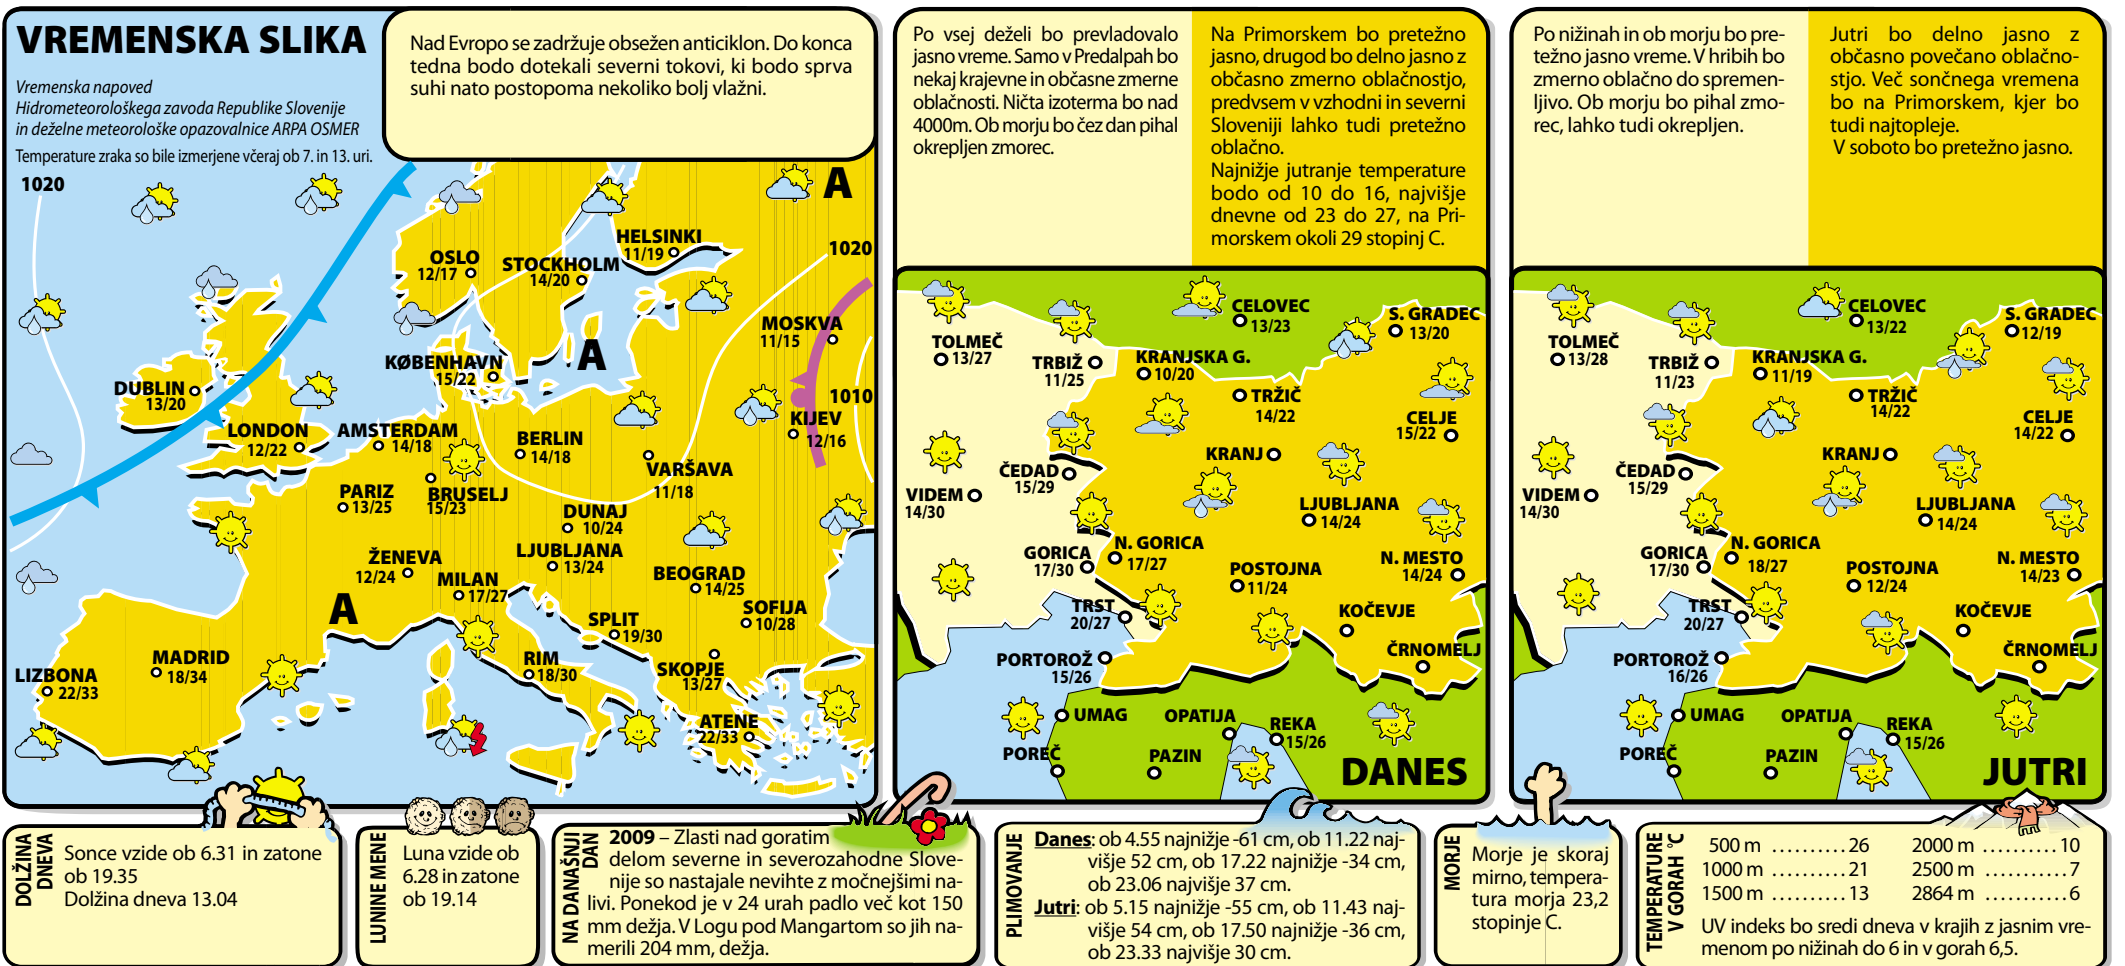 VREMENSKA SLIKA
Vremenska napoved
Hidrometeorološkega zavoda Republike Slovenije
in deželne meteorološke opazovalnice ARPA OSMER
Temperature zraka so bile izmerjene včeraj ob 7. in 13. uri.
Nad Evropo se zadržuje obsežen anticiklon. Do konca
tedna bodo dotekali severni tokovi, ki bodo sprva
suhi nato postopoma nekoliko bolj vlažni.
1020
A
HELSINKI
11/19
1020
OSLO
12/17
STOCKHOLM
14/20
MOSKVA
11/15
A
KØBENHAVN
15/22
DUBLIN
13/20
1010
KIJEV
12/16
LONDON
12/22
AMSTERDAM
14/18
BERLIN
14/18
VARŠAVA
11/18
PARIZ
13/25
BRUSELJ
15/23
DUNAJ
10/24
ŽENEVA
12/24
LJUBLJANA
13/24
MILAN
17/27
BEOGRAD
14/25
A
SPLIT
19/30
SOFIJA
10/28
LIZBONA
22/33
MADRID
18/34
RIM
18/30
SKOPJE
13/27
ATENE
22/33
Po vsej deželi bo prevladovalo
jasno vreme. Samo v Predalpah bo
nekaj krajevne in občasne zmerne
oblačnosti. Ničta izoterma bo nad
4000m. Ob morju bo čez dan pihal
okrepljen zmorec.
Na Primorskem bo pretežno
jasno, drugod bo delno jasno z
občasno zmerno oblačnostjo,
predvsem v vzhodni in severni
Sloveniji lahko tudi pretežno
oblačno.
Najnižje jutranje temperature
bodo od 10 do 16, najvišje
dnevne od 23 do 27, na Pri-
morskem okoli 29 stopinj C.
CELOVEC
13/23
S. GRADEC
13/20
TOLMEČ
13/27
TRBIŽ
11/25
KRANJSKA G.
10/20
TRŽIČ
14/22
CELJE
15/22
KRANJ
ČEDAD
15/29
VIDEM
14/30
LJUBLJANA
14/24
GORICA
17/30
N. GORICA
17/27
POSTOJNA
11/24
N. MESTO
14/24
TRST
20/27
KOČEVJE
PORTOROŽ
15/26
ČRNOMELJ
UMAG
OPATIJA
REKA
15/26
POREČ
PAZIN
DANES
Po nižinah in ob morju bo pre-
težno jasno vreme. V hribih bo
zmerno oblačno do spremen-
ljivo. Ob morju bo pihal zmo-
rec, lahko tudi okrepljen.
Jutri bo delno jasno z
občasno povečano oblačno-
stjo. Več sončnega vremena
bo na Primorskem, kjer bo
tudi najtopleje.
V soboto bo pretežno jasno.
CELOVEC
13/22
S. GRADEC
12/19
TOLMEČ
13/28
TRBIŽ
11/23
KRANJSKA G.
11/19
TRŽIČ
14/22
CELJE
14/22
KRANJ
ČEDAD
15/29
VIDEM
14/30
LJUBLJANA
14/24
GORICA
17/30
N. GORICA
18/27
POSTOJNA
12/24
N. MESTO
14/23
TRST
20/27
KOČEVJE
PORTOROŽ
16/26
ČRNOMELJ
UMAG
OPATIJA
REKA
15/26
POREČ
PAZIN
JUTRI
DOLŽINA
DNEVA
Sonce vzide ob 6.31 in zatone
ob 19.35
Dolžina dneva 13.04
LUNINE MENE
Luna vzide ob
6.28 in zatone
ob 19.14
NA DANAŠNJI
DAN
2009 – Zlasti nad goratim
delom severne in severozahodne Slove-
nije so nastajale nevihte z močnejšimi na-
livi. Ponekod je v 24 urah padlo več kot 150
mm dežja. V Logu pod Mangartom so jih na-
merili 204 mm, dežja.
PLIMOVANJE
Danes: ob 4.55 najnižje -61 cm, ob 11.22 naj-
višje 52 cm, ob 17.22 najnižje -34 cm,
ob 23.06 najvišje 37 cm.
Jutri: ob 5.15 najnižje -55 cm, ob 11.43 naj-
višje 54 cm, ob 17.50 najnižje -36 cm,
ob 23.33 najvišje 30 cm.
MORJE
Morje je skoraj
mirno, tempera-
tura morja 23,2
stopinje C.
TEMPERATURE
V GORAH °C
500 m .......... 26
1000 m .......... 21
1500 m .......... 13
2000 m .......... 10
2500 m .......... 7
2864 m .......... 6
UV indeks bo sredi dneva v krajih z jasnim vre-
menom po nižinah do 6 in v gorah 6,5.